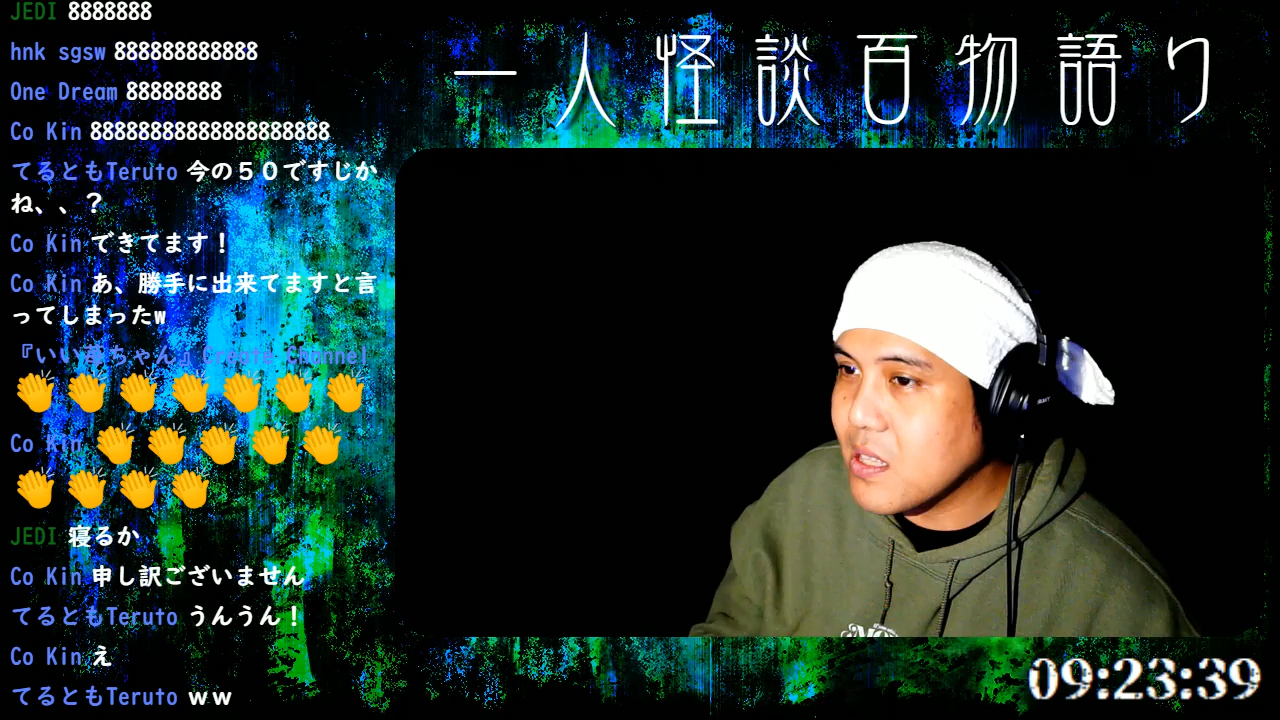 一人怪談百物語り
JEDI 8888888
hnk sgsw 888888888888
One Dream 88888888
Co Kin 88888888888888888888
てるともTeruto 今の５０ですじか
ね、、？
Co Kin できてます！
Co Kin あ、勝手に出来てますと言
ってしまったw
Co Kin
JEDI 寝るか
Co Kin 申し訳ございません
てるともTeruto うんうん！
Co Kin え
てるともTeruto ｗｗ
09:23:39